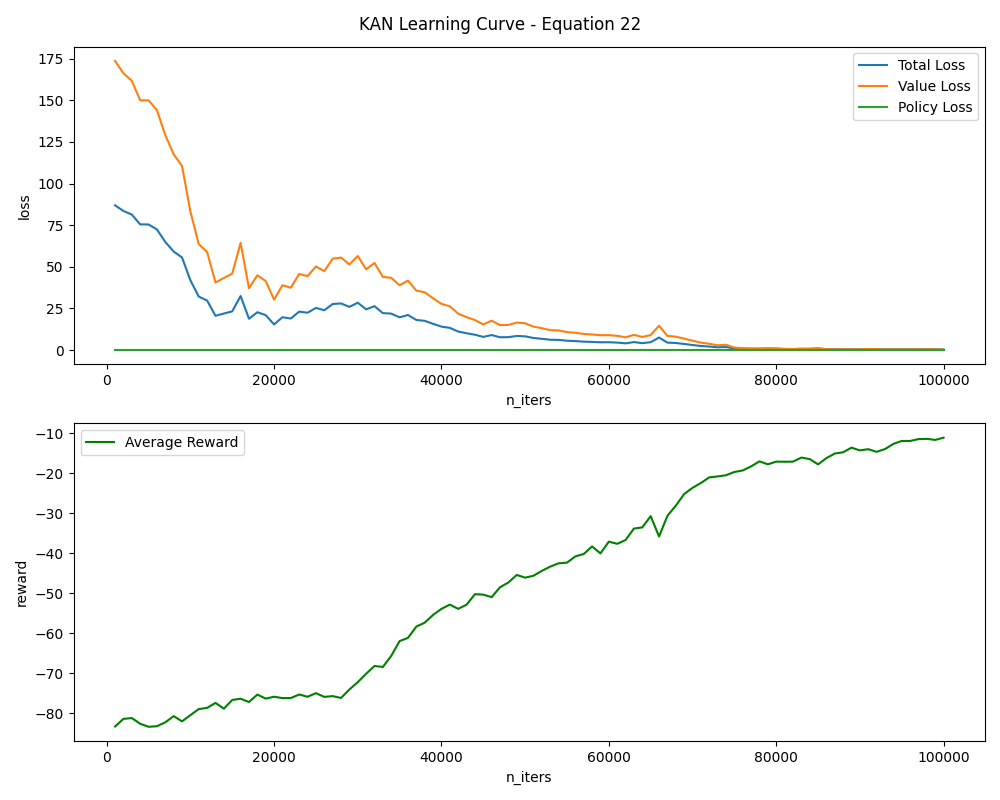 KAN Learning Curve - Equation 22
175
150
125
100
75
50
25
0
loss
Total Loss
Value Loss
Policy Loss
0 20000 40000 60000 80000 100000
n_iters
−10
−20
−30
−40
−50
−60
−70
−80
reward
Average Reward
0 20000 40000 60000 80000 100000
n_iters